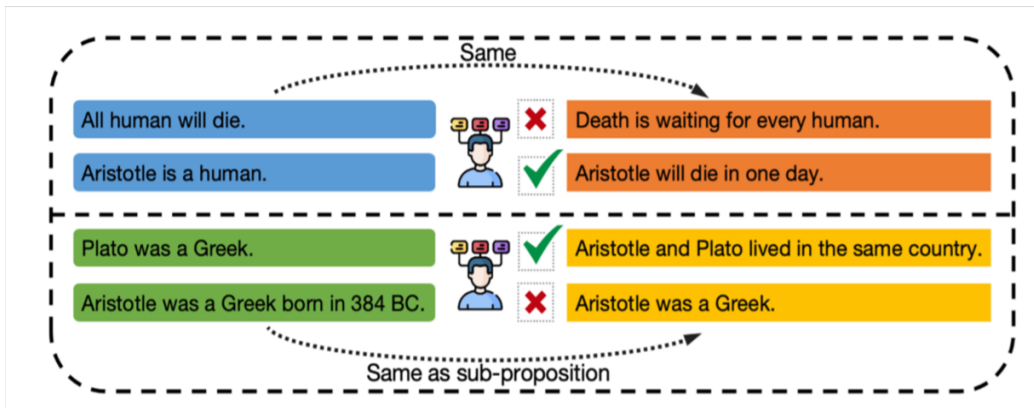 Same
All human will die.
Death is waiting for every human.
Aristotle is a human.
Aristotle will die in one day.
Plato was a Greek.
Aristotle and Plato lived in the same country.
Aristotle was a Greek born in 384 BC.
Aristotle was a Greek.
Same as sub-proposition